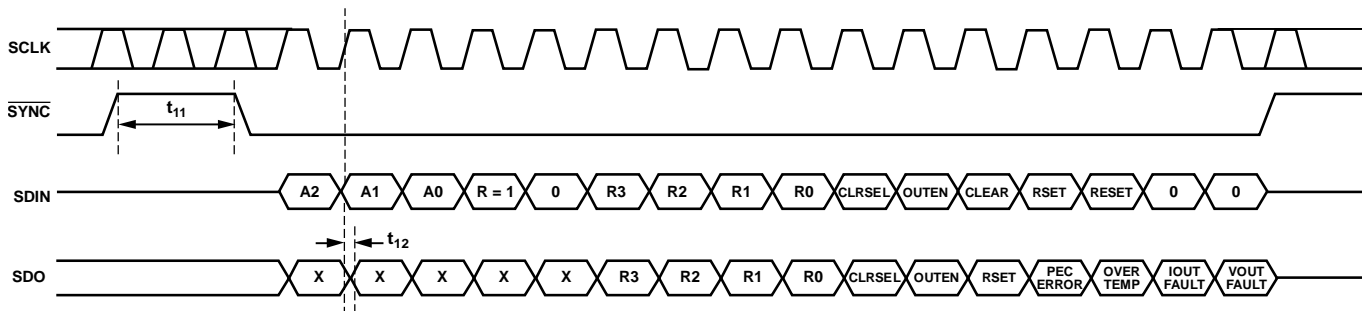 SCLK
SYNC
t11
SDIN A2 A1 A0 R = 1 0 R3 R2 R1 R0 CLRSEL OUTEN CLEAR RSET RESET 0 0
t12
SDO X X X X X R3 R2 R1 R0 CLRSEL OUTEN RSET PEC ERROR OVER TEMP IOUT FAULT VOUT FAULT